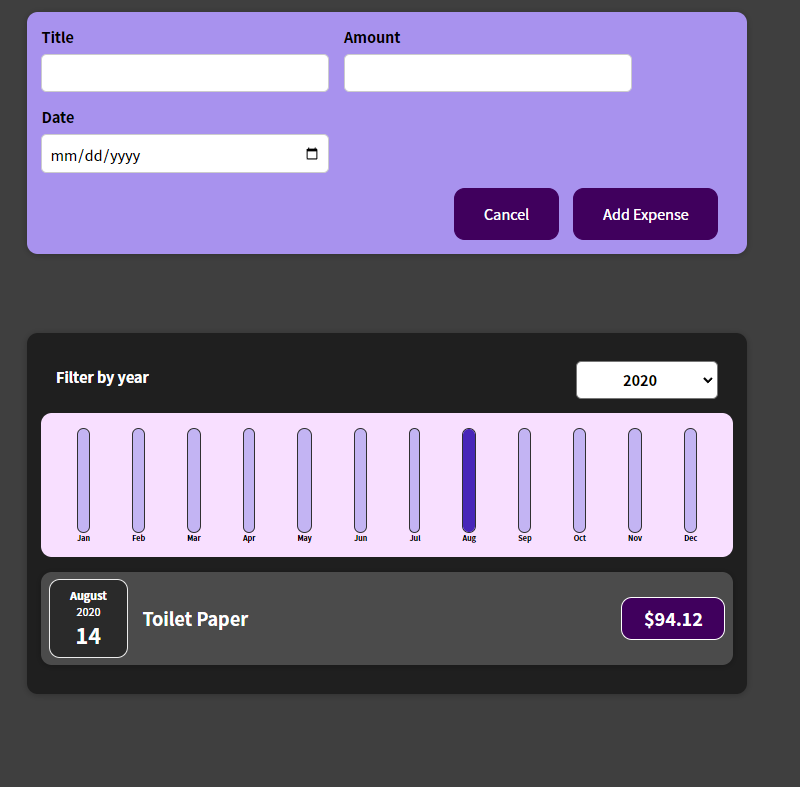 Title Amount
Date
mm/dd/yyyy
Cancel Add Expense
Filter by year 2020
Jan Feb Mar Apr May Jun Jul Aug Sep Oct Nov Dec
August
2020
14
Toilet Paper
$94.12